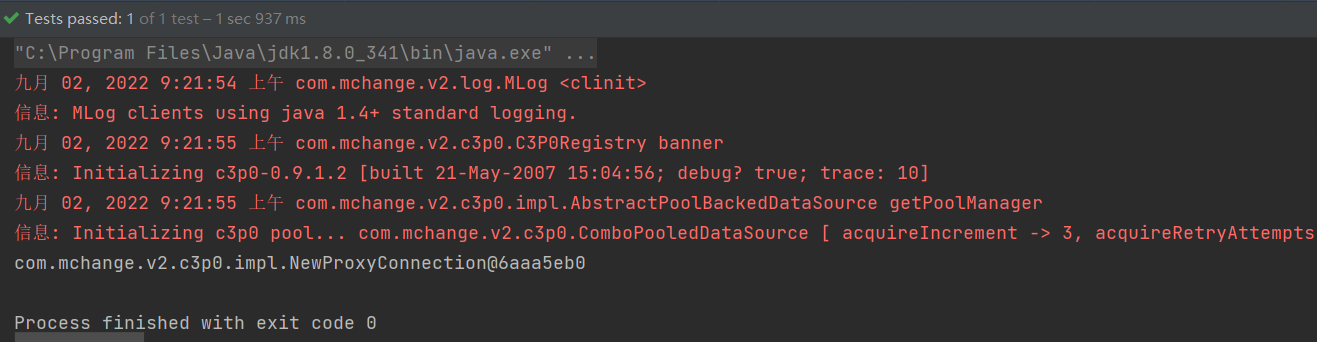 Tests passed: 1 of 1 test – 1 sec 937 ms
"C:\Program Files\Java\jdk1.8.0_341\bin\java.exe" ...
九月 02, 2022 9:21:54 上午 com.mchange.v2.log.MLog <clinit>
信息: MLog clients using java 1.4+ standard logging.
九月 02, 2022 9:21:55 上午 com.mchange.v2.c3p0.C3P0Registry banner
信息: Initializing c3p0-0.9.1.2 [built 21-May-2007 15:04:56; debug? true; trace: 10]
九月 02, 2022 9:21:55 上午 com.mchange.v2.c3p0.impl.AbstractPoolBackedDataSource getPoolManager
信息: Initializing c3p0 pool... com.mchange.v2.c3p0.ComboPooledDataSource [ acquireIncrement -> 3, acquireRetryAttempts
com.mchange.v2.c3p0.impl.NewProxyConnection@6aaa5eb0
Process finished with exit code 0